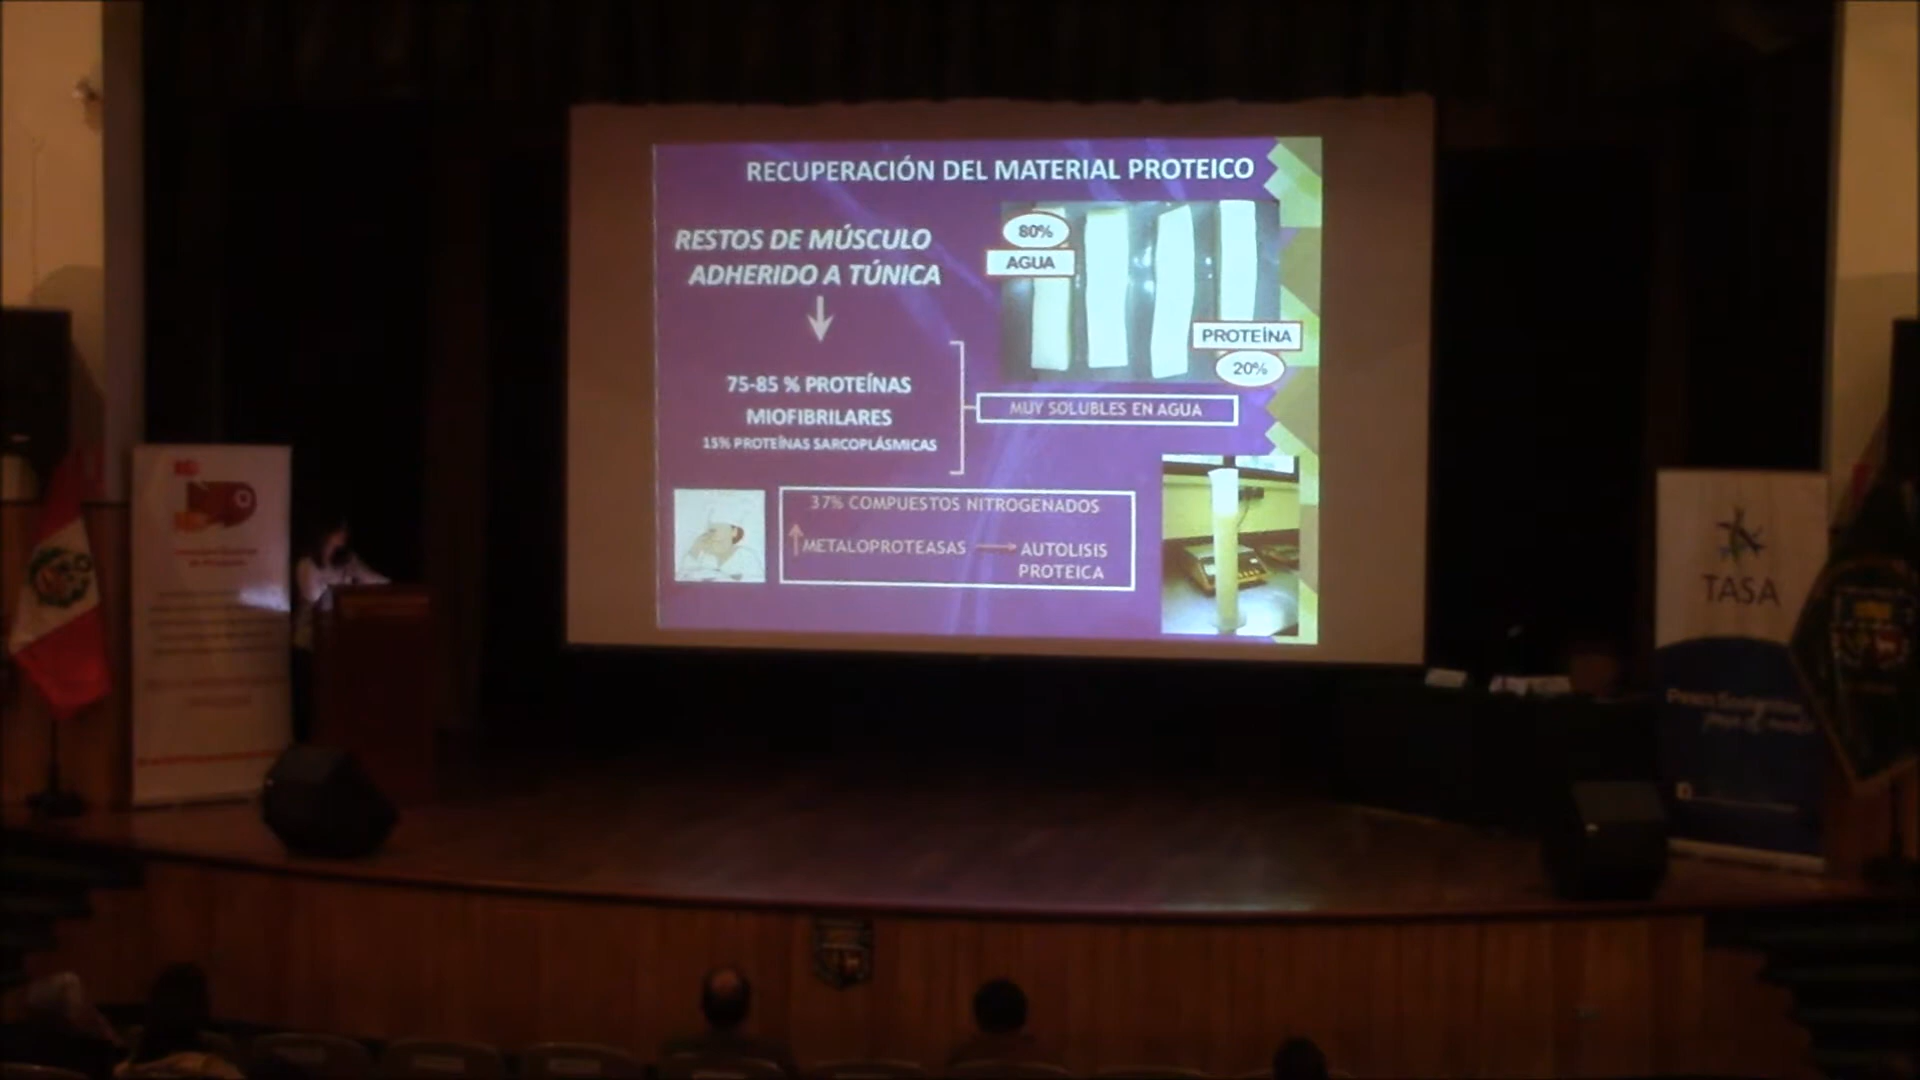 RECUPERACIÓN DEL MATERIAL PROTEICO
RESTOS DE MÚSCULO
ADHERIDO A TÚNICA
80%
AGUA
PROTEÍNA
20%
75-85 % PROTEÍNAS
MIOFIBRILARES
15% PROTEÍNAS SARCOPLÁSMICAS
MUY SOLUBLES EN AGUA
37% COMPUESTOS NITROGENADOS
METALOPROTEASAS
AUTOLISIS
PROTEICA
TASA